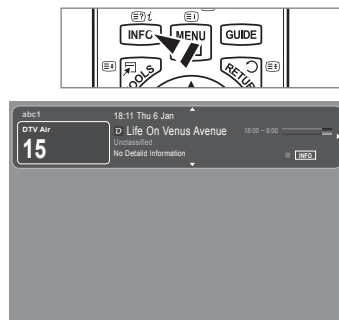 INFO
MENU
GUIDE
TOOLS
RETURN
abc1
DTV Air
15
18:11 Thu 6 Jan
D Life On Venus Avenue
18:00 ~ 6:00
Unclassified
No Detaild Information
INFO